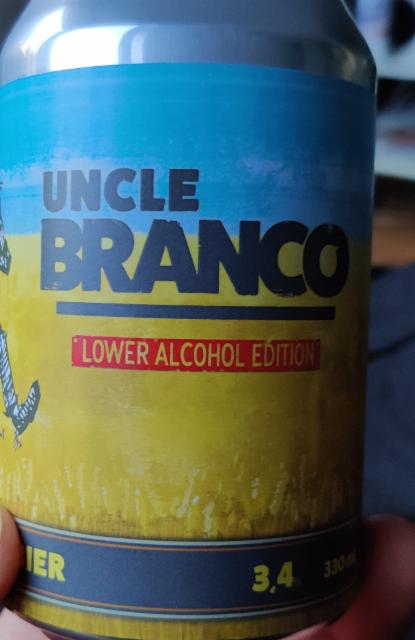 UNCLE
BRANCO
LOWER ALCOHOL EDITION
IER 3,4 330 mL